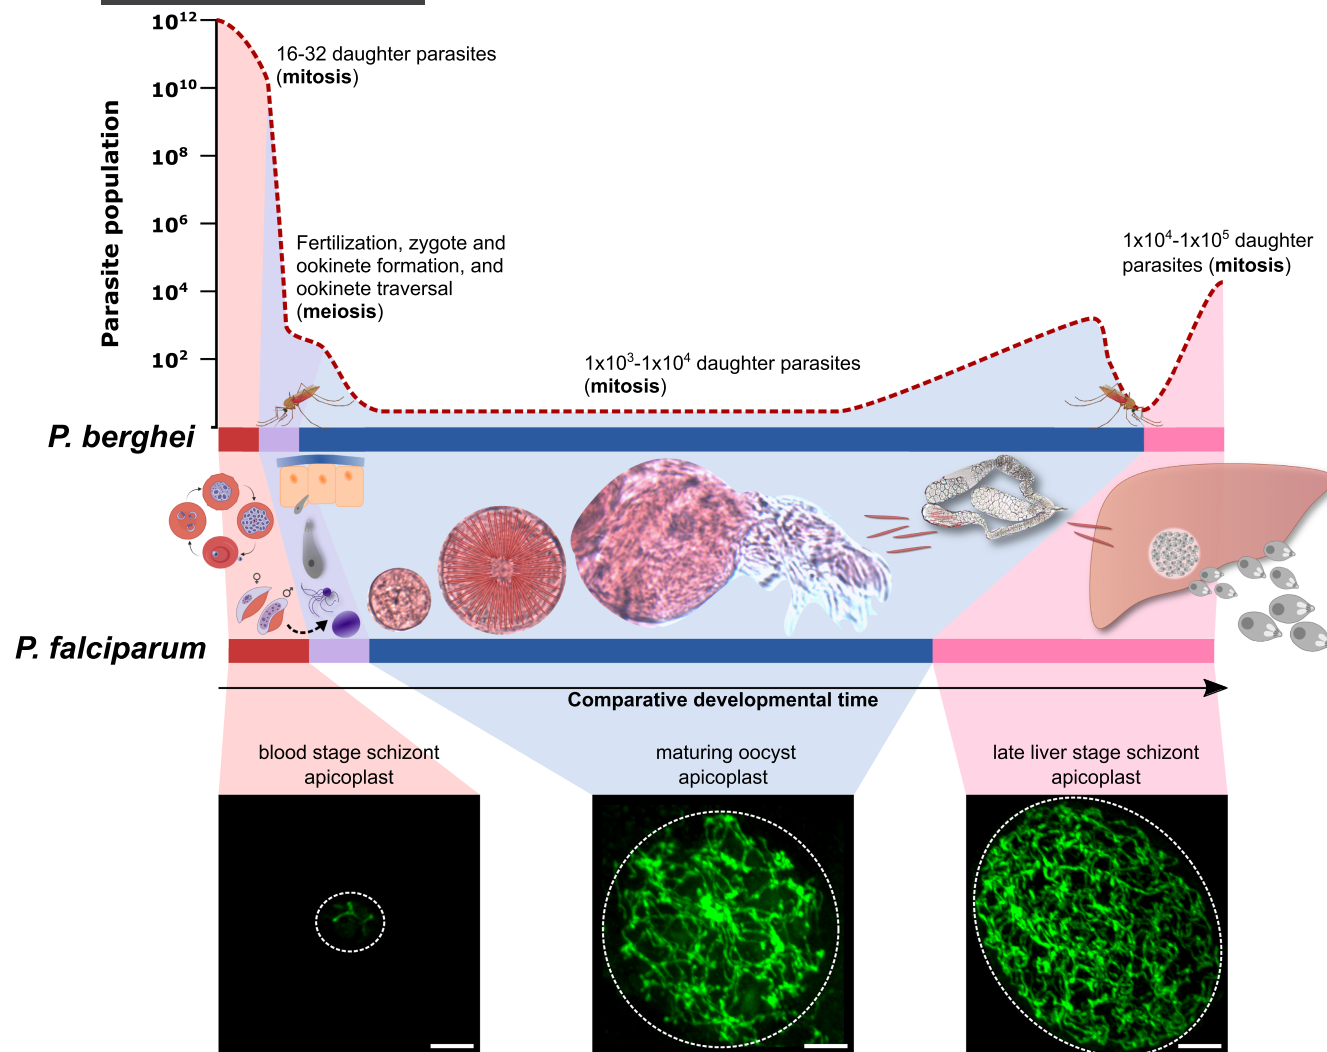 10¹²
16-32 daughter parasites
(mitosis)
10¹⁰
Parasite population
10⁸
10⁶
Fertilization, zygote and
ookinete formation, and
ookinete traversal
(meiosis)
1x10⁴-1x10⁵ daughter
parasites (mitosis)
10⁴
10²
1x10³-1x10⁴ daughter parasites
(mitosis)
P. berghei
♀
♂
P. falciparum
Comparative developmental time
blood stage schizont
apicoplast
maturing oocyst
apicoplast
late liver stage schizont
apicoplast